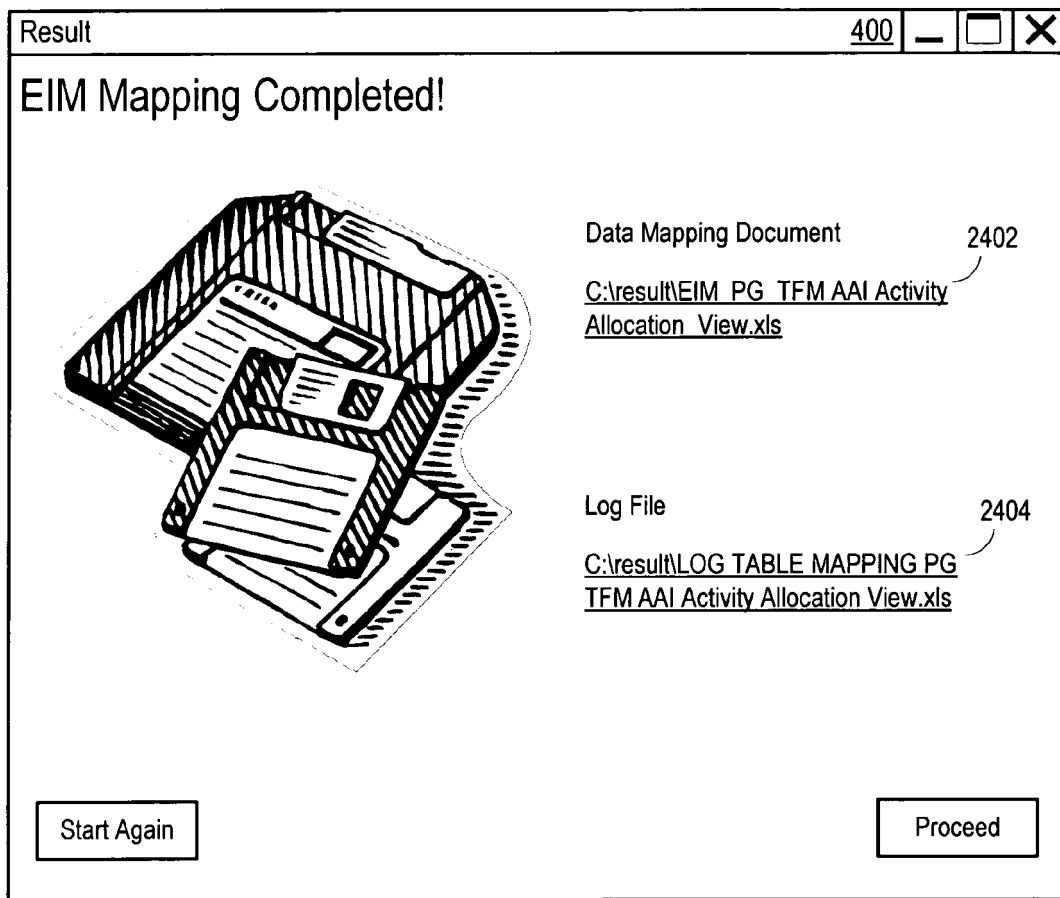 Result 400
EIM Mapping Completed!
Data Mapping Document 2402
C:\result\EIM_PG_TFM AAI Activity
Allocation_View.xls
Log File 2404
C:\result\LOG TABLE MAPPING PG
TFM AAI Activity Allocation View.xls
Start Again Proceed